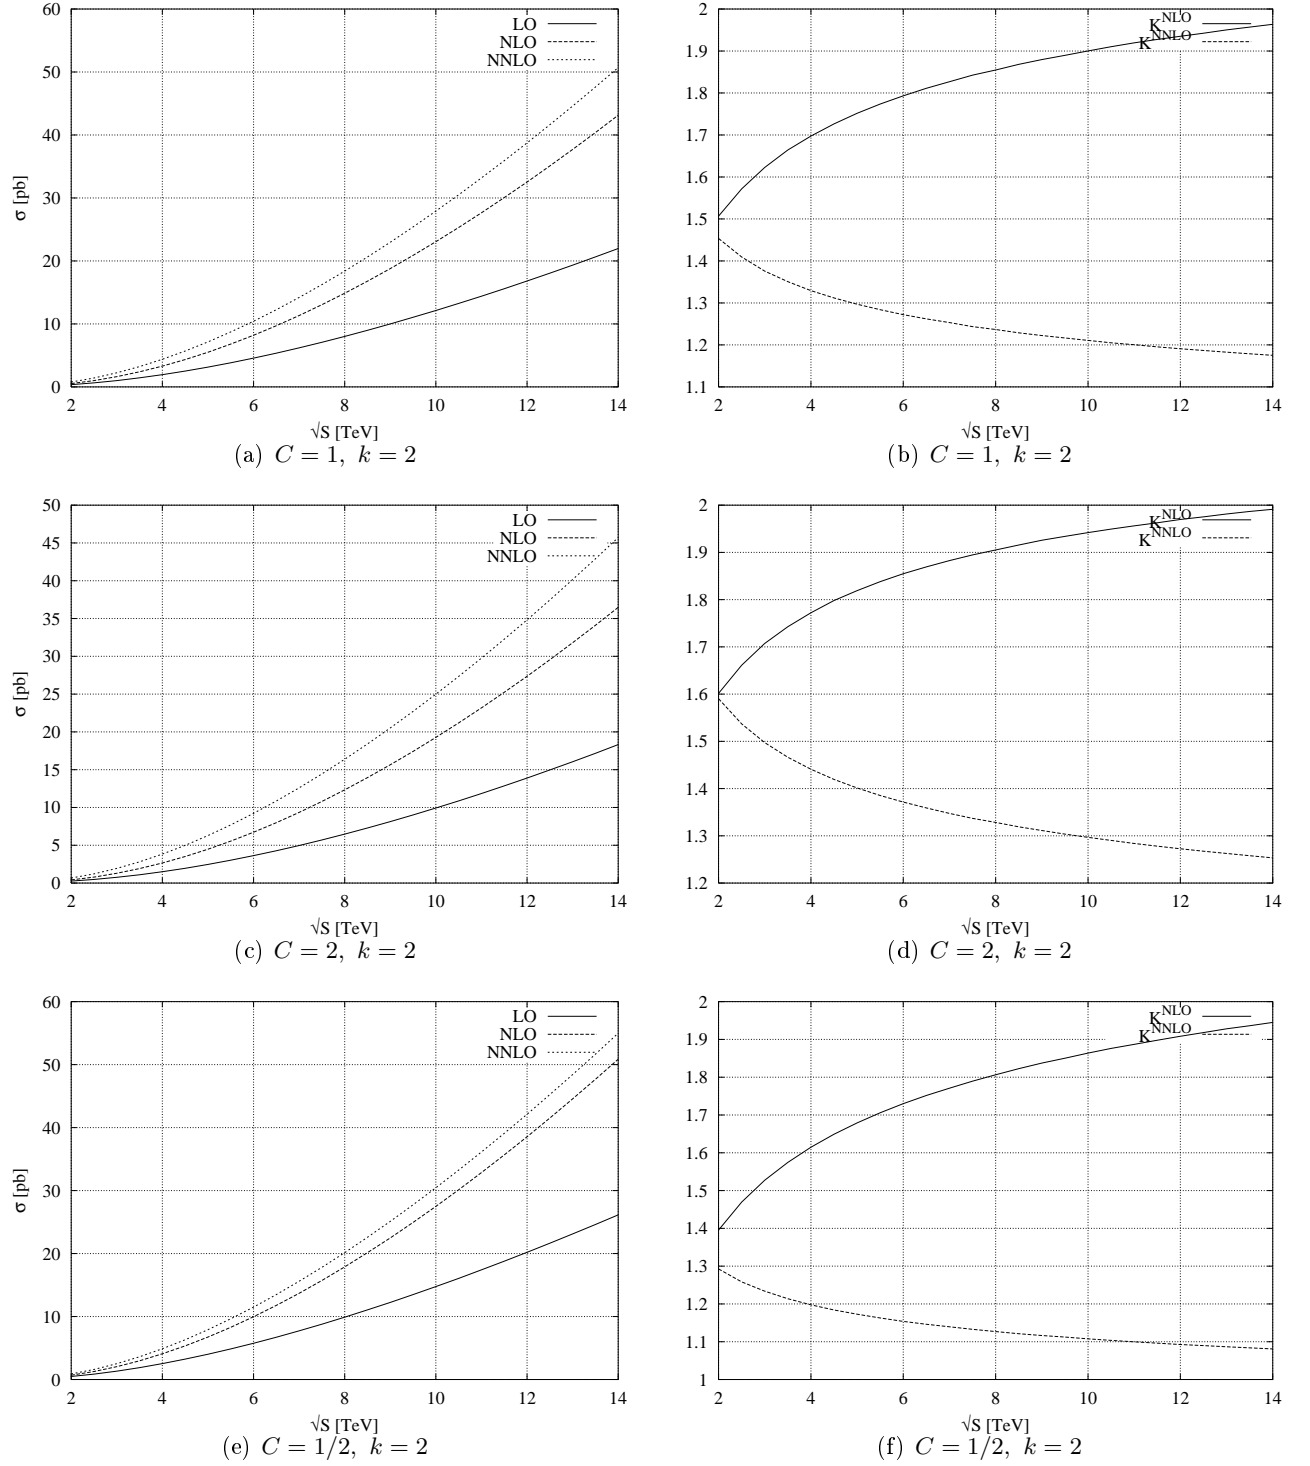 60
50
40
30
20
10
0
σ [pb]
LO
NLO
NNLO
2 4 6 8 10 12 14
√S [TeV]
(a) C = 1, k = 2
2
1.9
1.8
1.7
1.6
1.5
1.4
1.3
1.2
1.1
K^NLO
K^NNLO
2 4 6 8 10 12 14
√S [TeV]
(b) C = 1, k = 2
50
45
40
35
30
25
20
15
10
5
0
σ [pb]
LO
NLO
NNLO
2 4 6 8 10 12 14
√S [TeV]
(c) C = 2, k = 2
2
1.9
1.8
1.7
1.6
1.5
1.4
1.3
1.2
K^NLO
K^NNLO
2 4 6 8 10 12 14
√S [TeV]
(d) C = 2, k = 2
60
50
40
30
20
10
0
σ [pb]
LO
NLO
NNLO
2 4 6 8 10 12 14
√S [TeV]
(e) C = 1/2, k = 2
2
1.9
1.8
1.7
1.6
1.5
1.4
1.3
1.2
1.1
1
K^NLO
K^NNLO
2 4 6 8 10 12 14
√S [TeV]
(f) C = 1/2, k = 2